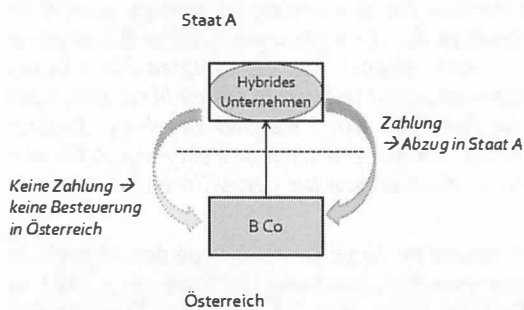 Staat A
Hybrides
Unternehmen
Zahlung
→ Abzug in Staat A
Keine Zahlung →
keine Besteuerung
in Österreich
B Co
Österreich